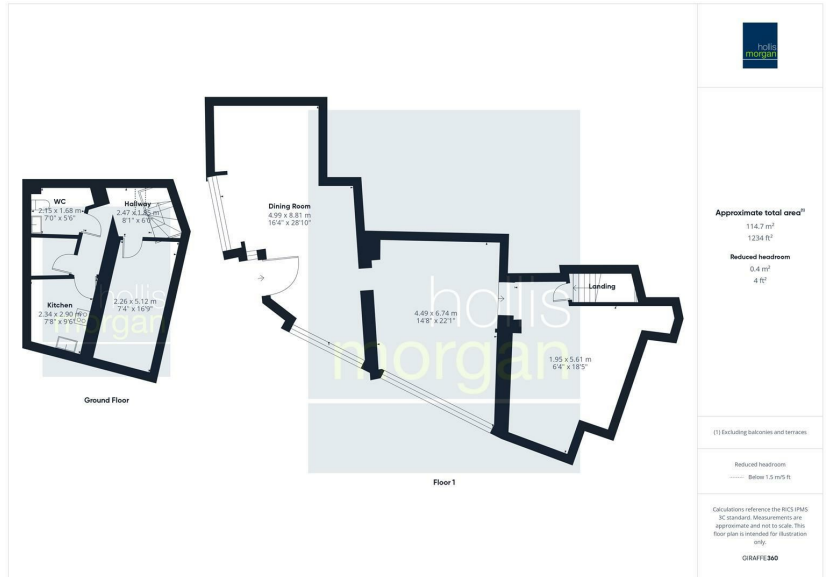 WC
2.15 x 1.68 m
7'0" x 5'6"
Hallway
2.47 x 1.85 m
8'1" x 6'0"
Kitchen
2.34 x 2.90 m
7'8" x 9'6"
2.26 x 5.12 m
7'4" x 16'9"
hollis
morgan
Ground Floor
Dining Room
4.99 x 8.81 m
16'4" x 28'10"
4.49 x 6.74 m
14'8" x 22'1"
Landing
1.95 x 5.61 m
6'4" x 18'5"
hollis
morgan
Floor 1
hollis
morgan
Approximate total area⁽¹⁾
114.7 m²
1234 ft²
Reduced headroom
0.4 m²
4 ft²
(1) Excluding balconies and terraces
Reduced headroom
Below 1.5 m/5 ft
Calculations reference the RICS IPMS
3C standard. Measurements are
approximate and not to scale. This
floor plan is intended for illustration
only.
GIRAFFE360